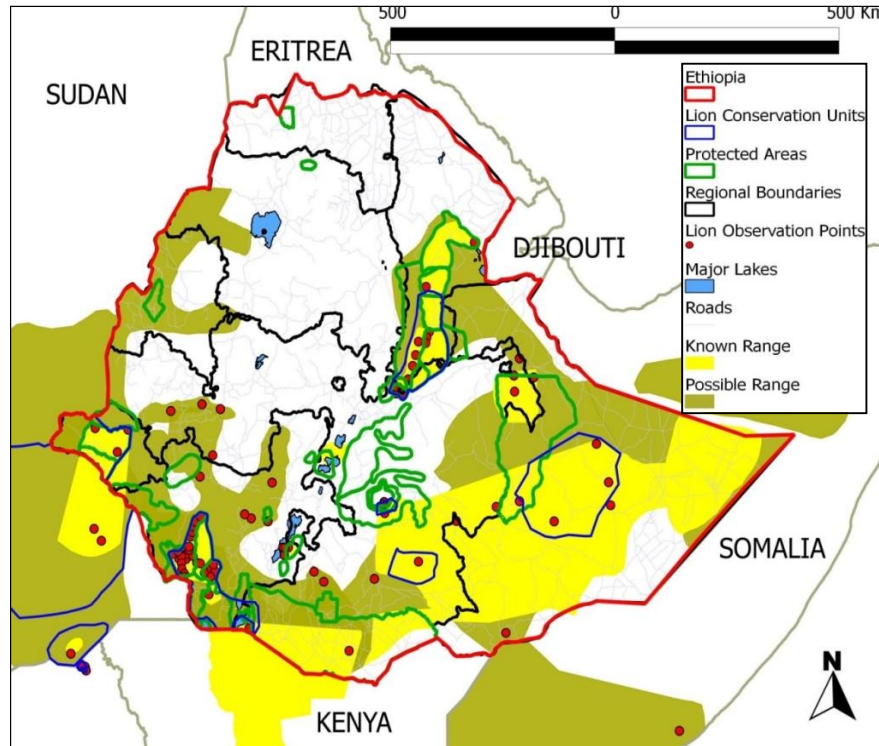 500 0 500 Km
ERITREA
SUDAN
Ethiopia
Lion Conservation Units
Protected Areas
Regional Boundaries
Lion Observation Points
Major Lakes
Roads
Known Range
Possible Range
DJIBOUTI
SOMALIA
N
KENYA